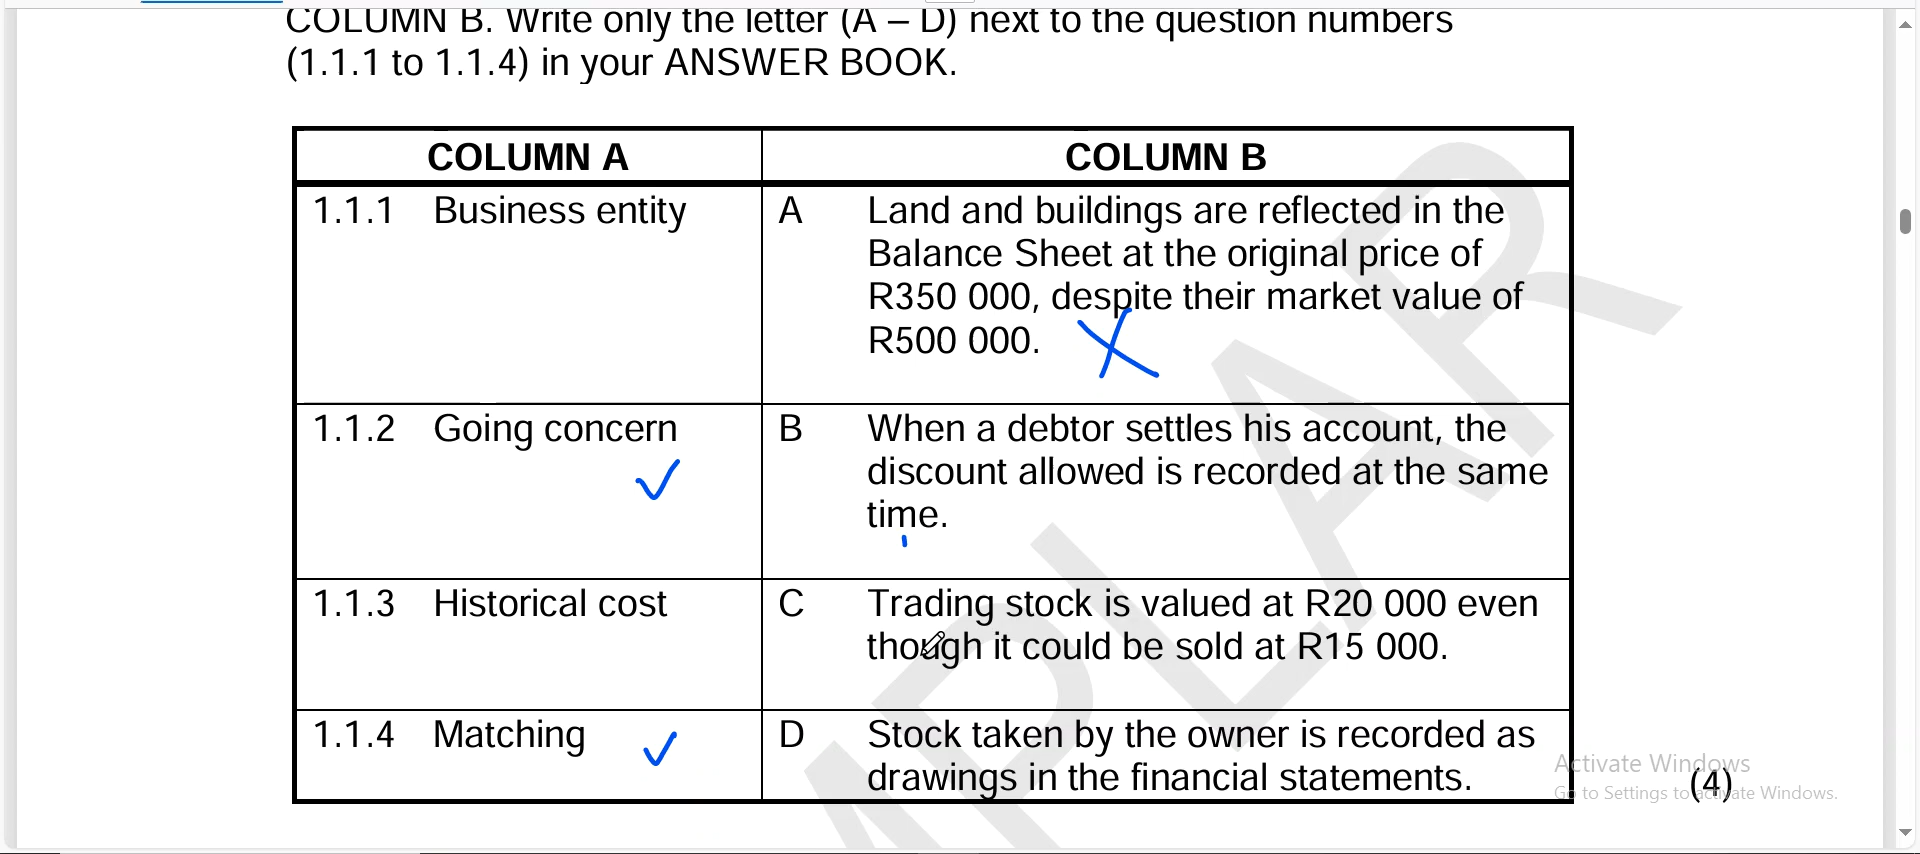 COLUMN B. Write only the letter (A – D) next to the question numbers
(1.1.1 to 1.1.4) in your ANSWER BOOK.
COLUMN A
COLUMN B
1.1.1 Business entity
A Land and buildings are reflected in the
Balance Sheet at the original price of
R350 000, despite their market value of
R500 000.
1.1.2 Going concern
B When a debtor settles his account, the
discount allowed is recorded at the same
time.
1.1.3 Historical cost
C Trading stock is valued at R20 000 even
though it could be sold at R15 000.
1.1.4 Matching
D Stock taken by the owner is recorded as
drawings in the financial statements.
(4)
Activate Windows
Go to Settings to activate Windows.
MPLAR